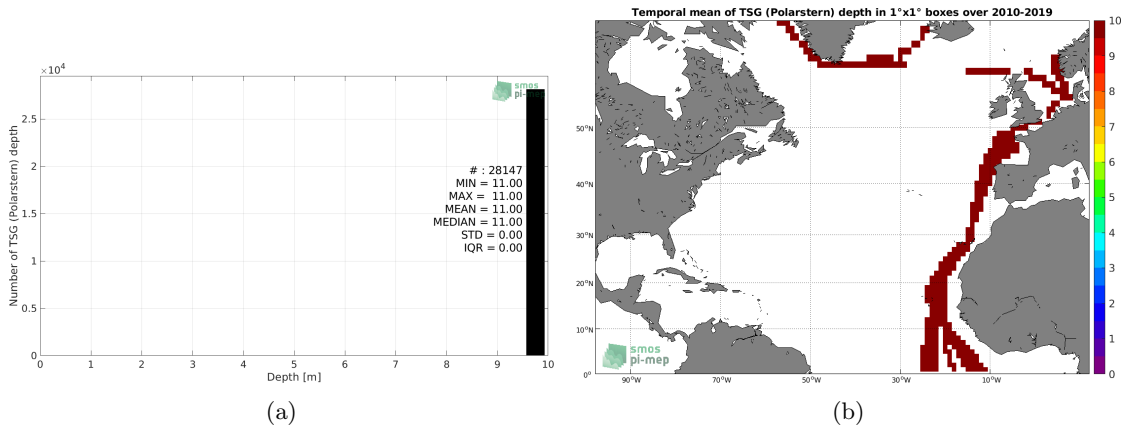 Temporal mean of TSG (Polarstern) depth in 1°x1° boxes over 2010-2019
×10⁴
smos
pi-mep
Number of TSG (Polarstern) depth
2.5
2
1.5
1
0.5
0
# : 28147
MIN = 11.00
MAX = 11.00
MEAN = 11.00
MEDIAN = 11.00
STD = 0.00
IQR = 0.00
0 1 2 3 4 5 6 7 8 9 10
Depth [m]
(a)
50°N
40°N
30°N
20°N
10°N
0°
90°W 70°W 50°W 30°W 10°W
smos
pi-mep
10
9
8
7
6
5
4
3
2
1
0
(b)